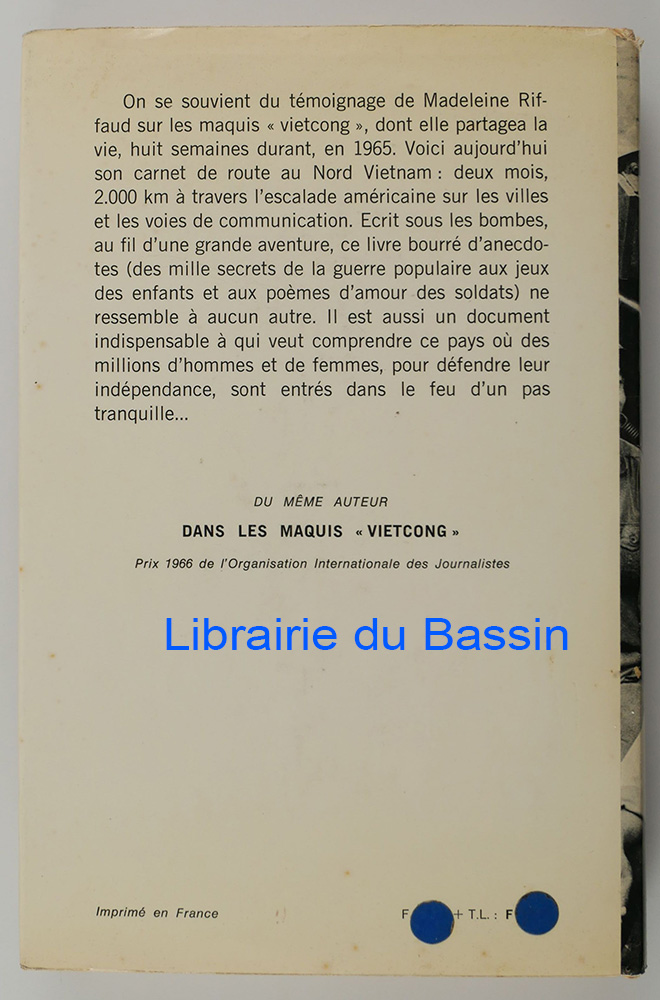 On se souvient du témoignage de Madeleine Rif-
faud sur les maquis « vietcong », dont elle partagea la
vie, huit semaines durant, en 1965. Voici aujourd'hui
son carnet de route au Nord Vietnam : deux mois,
2.000 km à travers l'escalade américaine sur les villes
et les voies de communication. Ecrit sous les bombes,
au fil d'une grande aventure, ce livre bourré d'anecdo-
tes (des mille secrets de la guerre populaire aux jeux
des enfants et aux poèmes d'amour des soldats) ne
ressemble à aucun autre. Il est aussi un document
indispensable à qui veut comprendre ce pays où des
millions d'hommes et de femmes, pour défendre leur
indépendance, sont entrés dans le feu d'un pas
tranquille...
DU MÊME AUTEUR
DANS LES MAQUIS « VIETCONG »
Prix 1966 de l'Organisation Internationale des Journalistes
Librairie du Bassin
Imprimé en France
F + T.L. : F